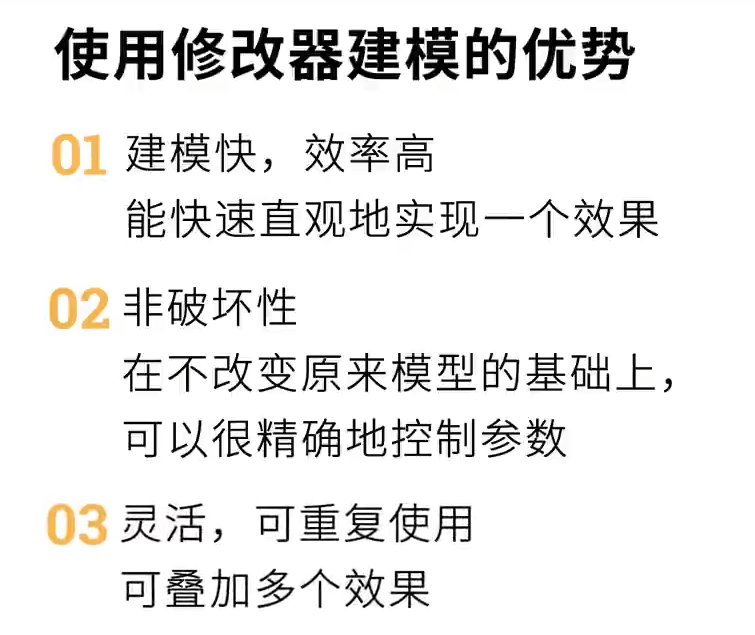 使用修改器建模的优势
01 建模快，效率高
能快速直观地实现一个效果
02 非破坏性
在不改变原来模型的基础上，
可以很精确地控制参数
03 灵活，可重复使用
可叠加多个效果